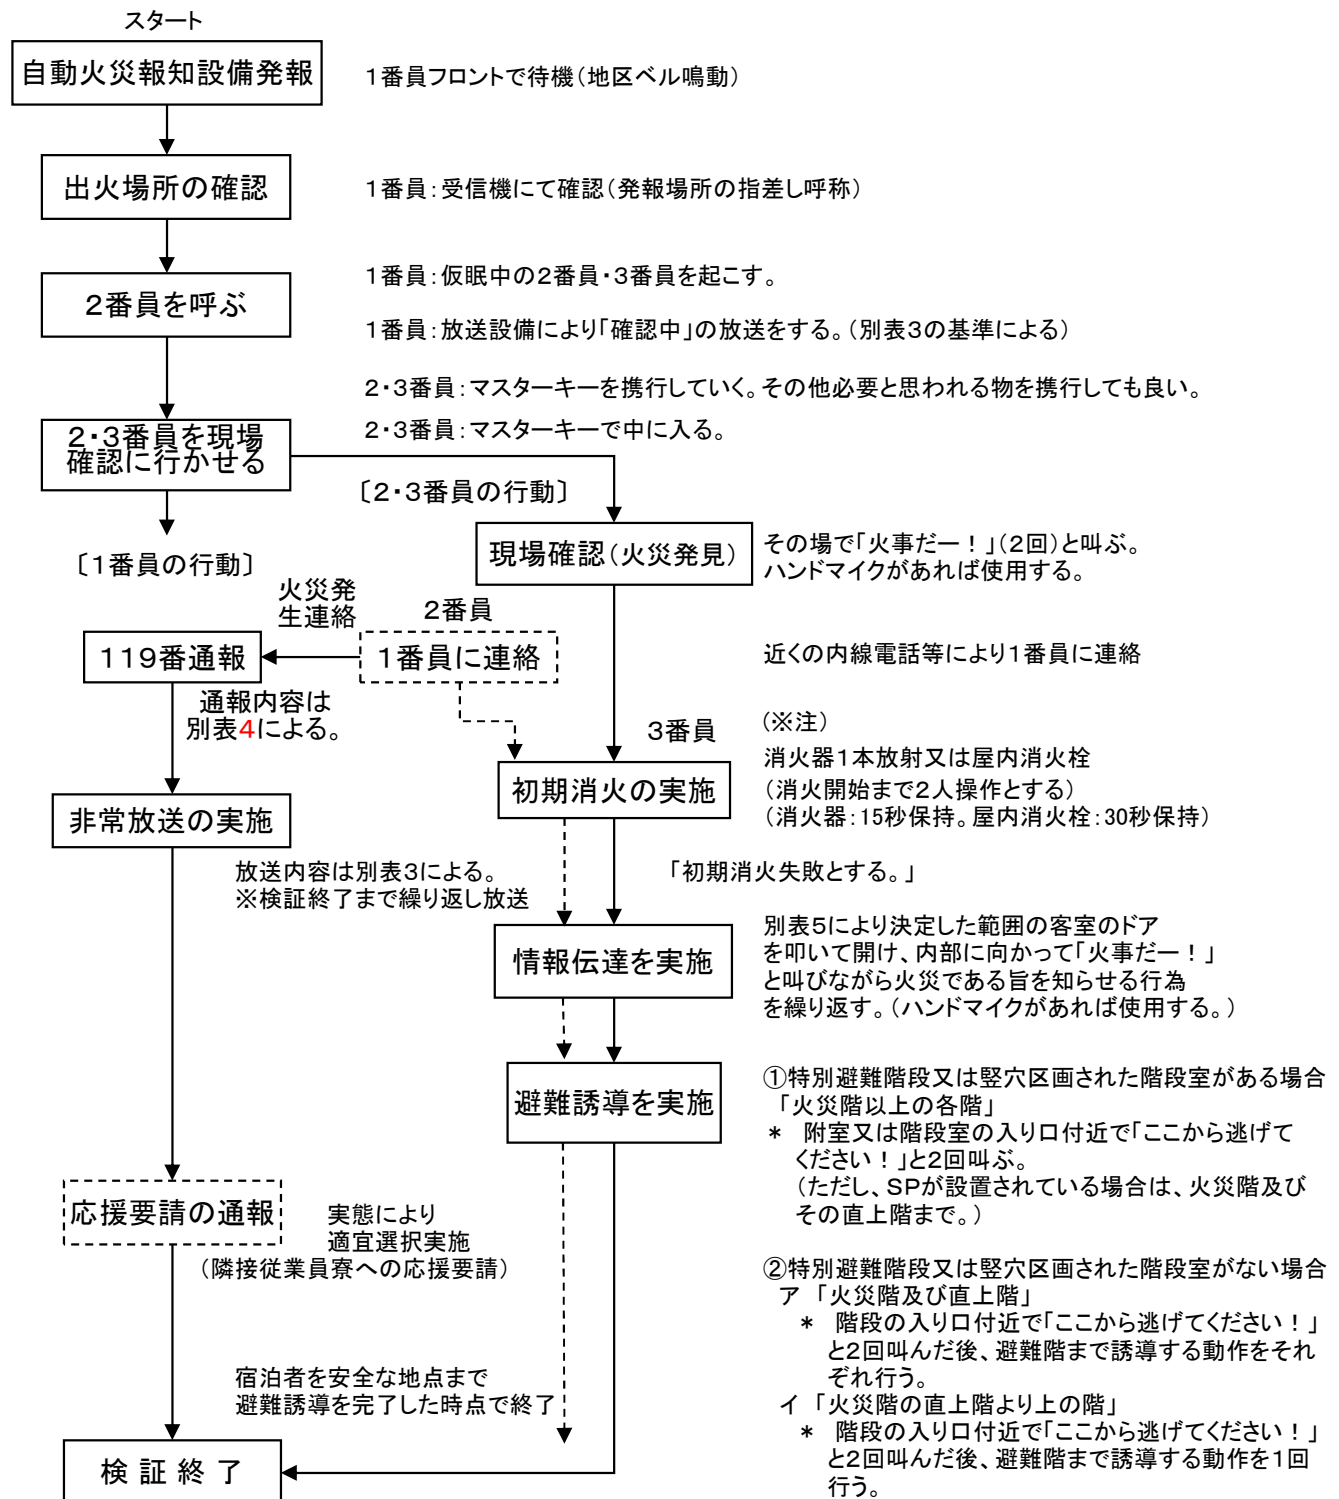 スタート
自動火災報知設備発報
1番員フロントで待機(地区ベル鳴動)
出火場所の確認
1番員:受信機にて確認(発報場所の指差し呼称)
2番員を呼ぶ
1番員:仮眠中の2番員・3番員を起こす。
1番員:放送設備により「確認中」の放送をする。(別表3の基準による)
2・3番員:マスターキーを携行していく。その他必要と思われる物を携行しても良い。
2・3番員を現場
確認に行かせる
2・3番員:マスターキーで中に入る。
〔2・3番員の行動〕
〔1番員の行動〕
現場確認(火災発見)
その場で「火事だー!」(2回)と叫ぶ。
ハンドマイクがあれば使用する。
火災発
生連絡
2番員
119番通報
1番員に連絡
近くの内線電話等により1番員に連絡
通報内容は
別表4による。
3番員
(※注)
初期消火の実施
消火器1本放射又は屋内消火栓
(消火開始まで2人操作とする)
(消火器:15秒保持。屋内消火栓:30秒保持)
非常放送の実施
放送内容は別表3による。
※検証終了まで繰り返し放送
「初期消火失敗とする。」
情報伝達を実施
別表5により決定した範囲の客室のドア
を叩いて開け、内部に向かって「火事だー!」
と叫びながら火災である旨を知らせる行為
を繰り返す。(ハンドマイクがあれば使用する。)
避難誘導を実施
①特別避難階段又は竪穴区画された階段室がある場合
「火災階以上の各階」
* 附室又は階段室の入り口付近で「ここから逃げて
ください!」と2回叫ぶ。
(ただし、SPが設置されている場合は、火災階及び
その直上階まで。)
応援要請の通報
実態により
適宜選択実施
(隣接従業員寮への応援要請)
②特別避難階段又は竪穴区画された階段室がない場合
ア 「火災階及び直上階」
* 階段の入り口付近で「ここから逃げてください!」
と2回叫んだ後、避難階まで誘導する動作をそれ
ぞれ行う。
イ 「火災階の直上階より上の階」
* 階段の入り口付近で「ここから逃げてください!」
と2回叫んだ後、避難階まで誘導する動作を1回
行う。
宿泊者を安全な地点まで
避難誘導を完了した時点で終了
検 証 終 了